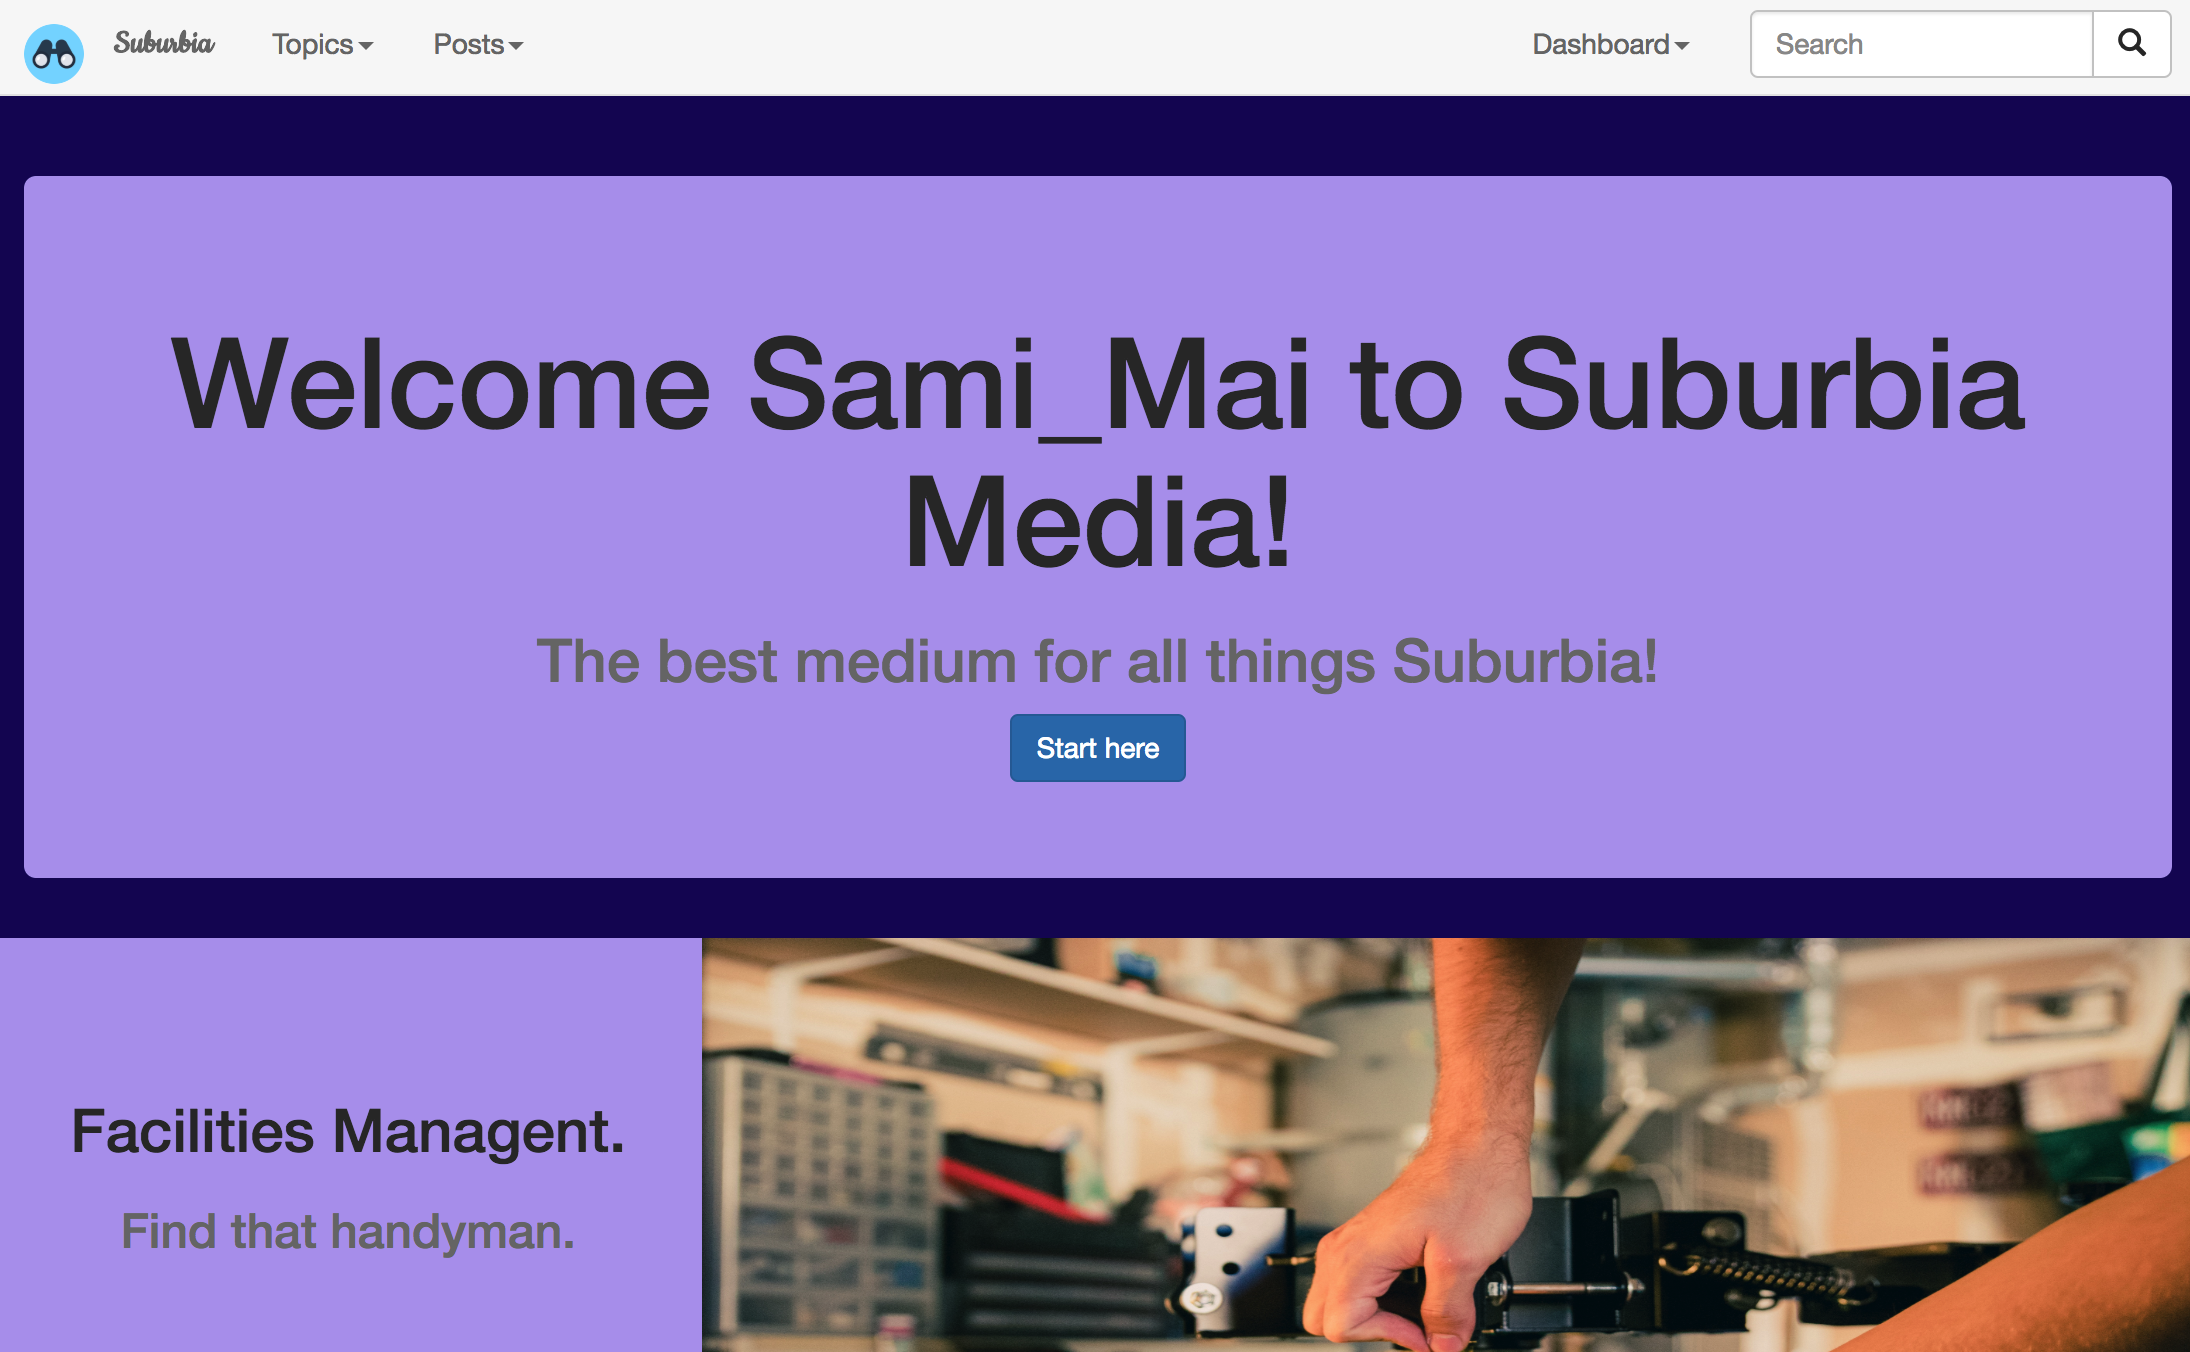 Suburbia Topics Posts Dashboard Search
Welcome Sami_Mai to Suburbia
Media!
The best medium for all things Suburbia!
Start here
Facilities Managent.
Find that handyman.